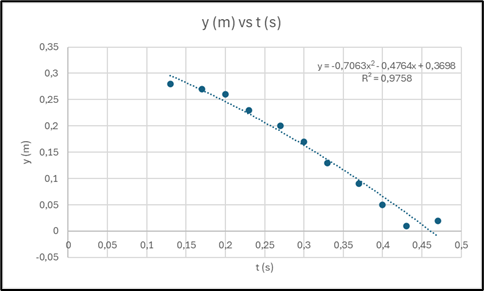 y (m) vs t (s)
0,35
0,3
0,25
0,2
0,15
0,1
0,05
0
-0,05
y (m)
y = -0,7063x² - 0,4764x + 0,3698
R² = 0,9758
0 0,05 0,1 0,15 0,2 0,25 0,3 0,35 0,4 0,45 0,5
t (s)